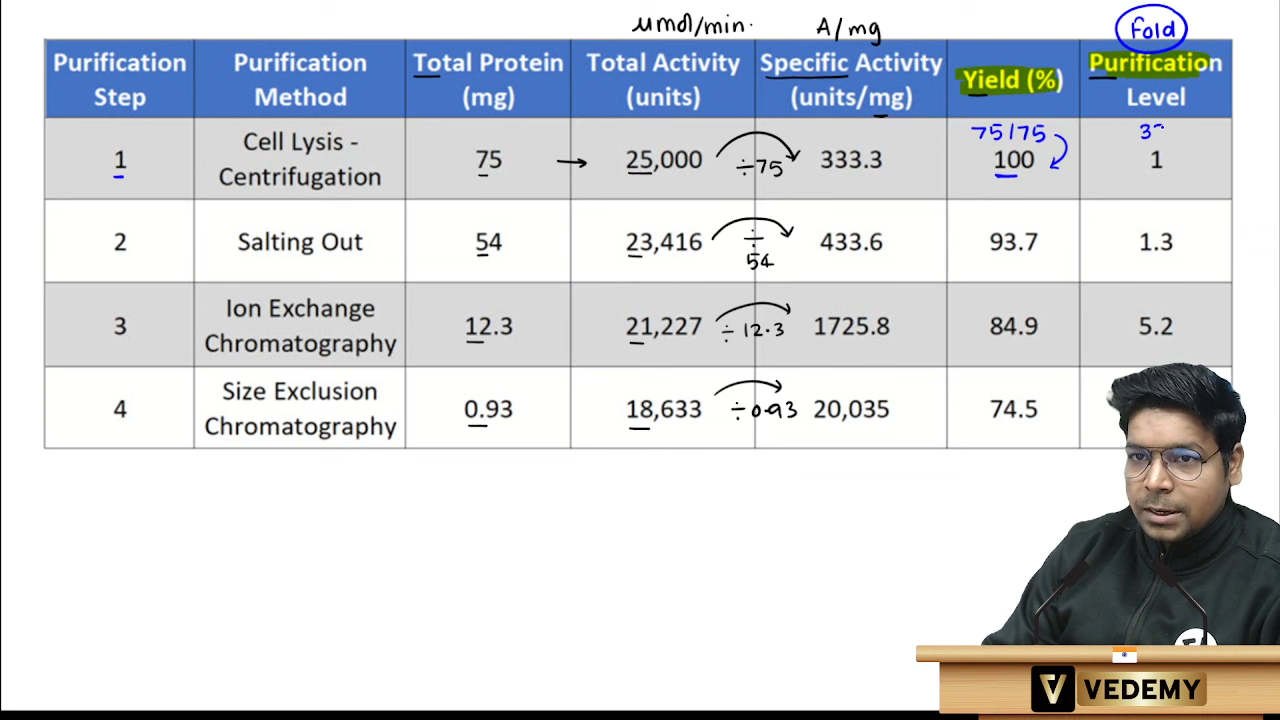 μmol/min.
A/mg
Fold
Purification Step
Purification Method
Total Protein (mg)
Total Activity (units)
Specific Activity (units/mg)
Yield (%)
Purification Level
1
Cell Lysis - Centrifugation
75
25,000
÷75
333.3
75/75
100
1
2
Salting Out
54
23,416
÷ 54
433.6
93.7
1.3
3
Ion Exchange Chromatography
12.3
21,227
÷12.3
1725.8
84.9
5.2
4
Size Exclusion Chromatography
0.93
18,633
÷0.93
20,035
74.5
VEDEMY